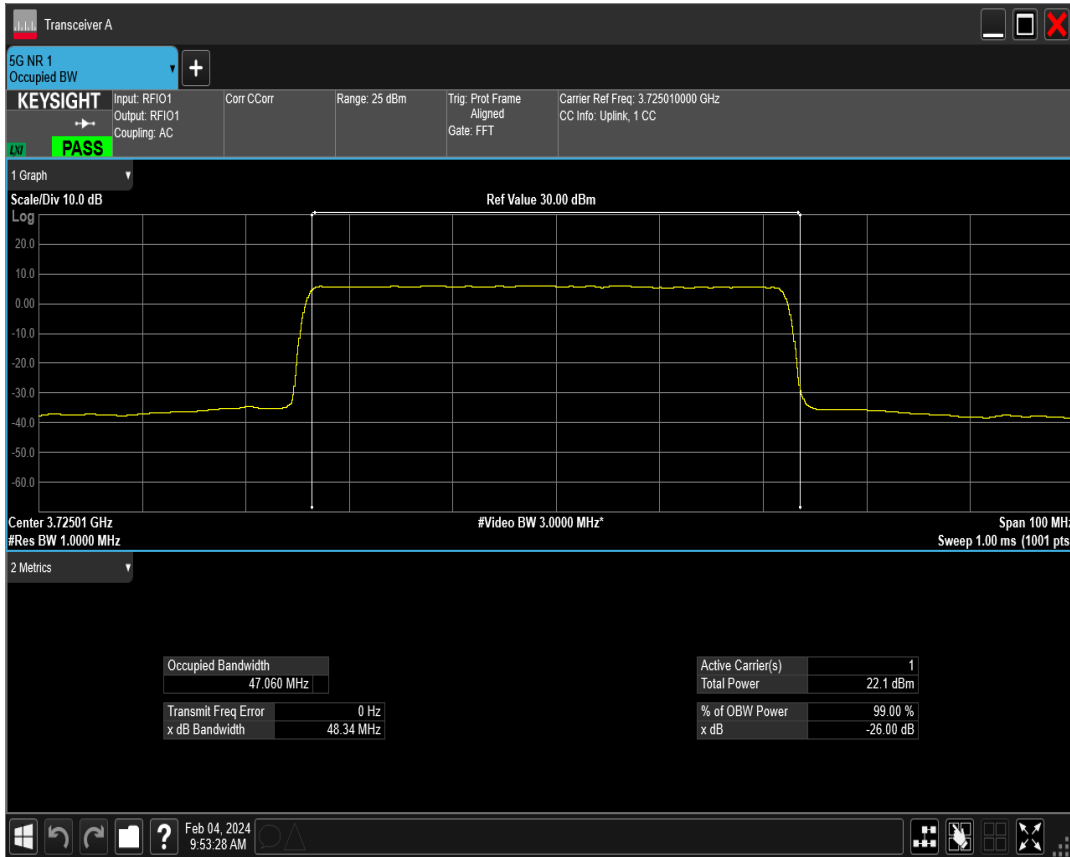 Transceiver A
5G NR 1
Occupied BW
+
KEYSIGHT
LXI
PASS
Input: RFIO1
Output: RFIO1
Coupling: AC
Corr CCorr
Range: 25 dBm
Trig: Prot Frame
Aligned
Gate: FFT
Carrier Ref Freq: 3.725010000 GHz
CC Info: Uplink, 1 CC
1 Graph
Scale/Div 10.0 dB
Ref Value 30.00 dBm
Log
20.0
10.0
0.00
-10.0
-20.0
-30.0
-40.0
-50.0
-60.0
Center 3.72501 GHz
#Video BW 3.0000 MHz*
Span 100 MHz
#Res BW 1.0000 MHz
Sweep 1.00 ms (1001 pts
2 Metrics
Occupied Bandwidth
47.060 MHz
Transmit Freq Error 0 Hz
x dB Bandwidth 48.34 MHz
Active Carrier(s) 1
Total Power 22.1 dBm
% of OBW Power 99.00 %
x dB -26.00 dB
?
Feb 04, 2024
9:53:28 AM